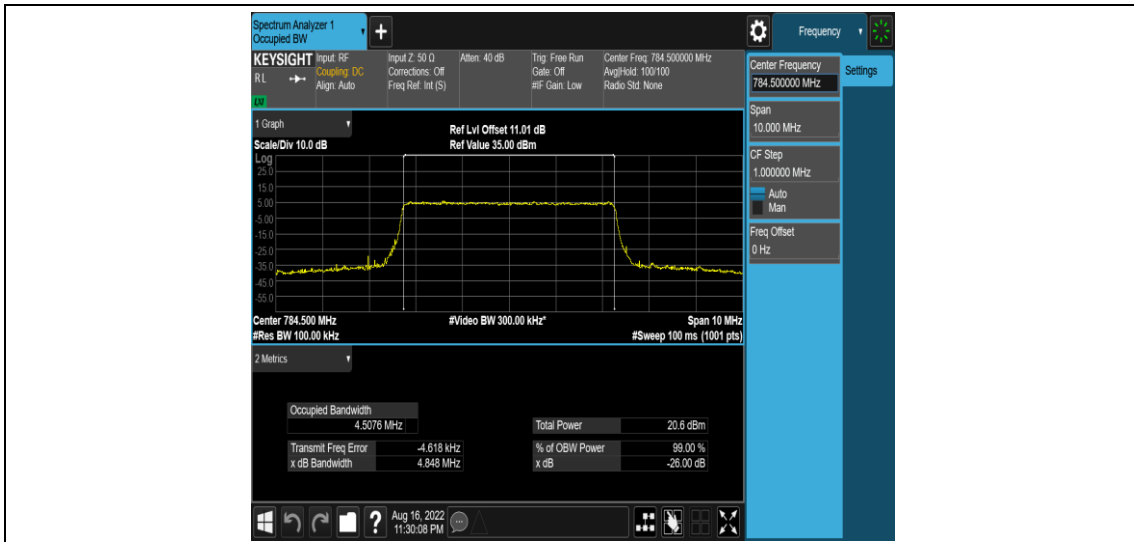 Spectrum Analyzer 1
Occupied BW
+
Frequency
KEYSIGHT Input: RF Input Z: 50 Ω Atten: 40 dB Trig: Free Run Center Freq: 784.500000 MHz
RL Coupling: DC Corrections: Off Gate: Off Avg|Hold: 100/100
Align: Auto Freq Ref: Int (S) #IF Gain: Low Radio Std: None
Center Frequency
784.500000 MHz
Settings
Span
10.000 MHz
CF Step
1.000000 MHz
Auto
Man
Freq Offset
0 Hz
1 Graph
Ref Lvl Offset 11.01 dB
Scale/Div 10.0 dB Ref Value 35.00 dBm
Log
25.0
15.0
5.00
-5.00
-15.0
-25.0
-35.0
-45.0
-55.0
Center 784.500 MHz #Video BW 300.00 kHz* Span 10 MHz
#Res BW 100.00 kHz #Sweep 100 ms (1001 pts)
2 Metrics
Occupied Bandwidth
4.5076 MHz
Total Power 20.6 dBm
Transmit Freq Error -4.618 kHz % of OBW Power 99.00 %
x dB Bandwidth 4.848 MHz x dB -26.00 dB
?
Aug 16, 2022
11:30:08 PM